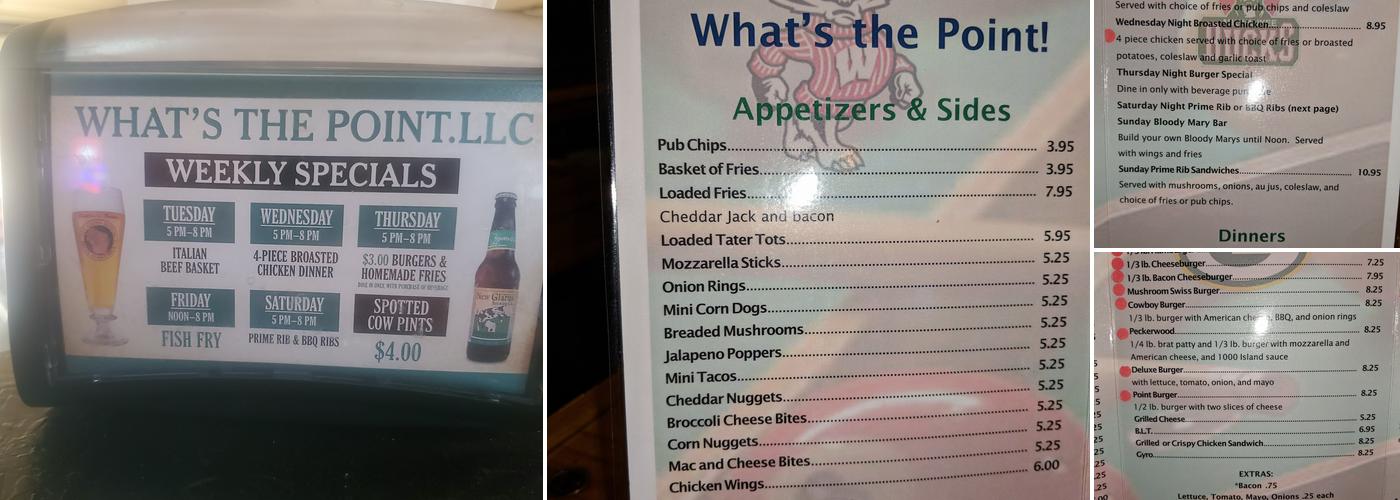 WHAT'S THE POINT.LLC
WEEKLY SPECIALS
TUESDAY
5 PM–8 PM
ITALIAN
BEEF BASKET
WEDNESDAY
5 PM–8 PM
4-PIECE BROASTED
CHICKEN DINNER
THURSDAY
5 PM–8 PM
$3.00 BURGERS &
HOMEMADE FRIES
DINE IN ONLY WITH PURCHASE OF BEVERAGE
FRIDAY
NOON–8 PM
FISH FRY
SATURDAY
5 PM–8 PM
PRIME RIB & BBQ RIBS
SPOTTED
COW PINTS
$4.00
New Glarus
What's the Point!
W
Appetizers & Sides
Pub Chips 3.95
Basket of Fries 3.95
Loaded Fries 7.95
Cheddar Jack and bacon
Loaded Tater Tots 5.95
Mozzarella Sticks 5.25
Onion Rings 5.25
Mini Corn Dogs 5.25
Breaded Mushrooms 5.25
Jalapeno Poppers 5.25
Mini Tacos 5.25
Cheddar Nuggets 5.25
Broccoli Cheese Bites 5.25
Corn Nuggets 5.25
Mac and Cheese Bites 5.25
Chicken Wings 6.00
Served with choice of fries or pub chips and coleslaw
Wednesday Night Broasted Chicken 8.95
4 piece chicken served with choice of fries or broasted
potatoes, coleslaw and garlic toast
Thursday Night Burger Special
Dine in only with beverage
Saturday Night Prime Rib or BBQ Ribs (next page)
Sunday Bloody Mary Bar
Build your own Bloody Marys until Noon. Served
with wings and fries
Sunday Prime Rib Sandwiches 10.95
Served with mushrooms, onions, au jus, coleslaw, and
choice of fries or pub chips.
Dinners
1/3 lb. Cheeseburger 7.25
1/3 lb. Bacon Cheeseburger 7.95
Mushroom Swiss Burger 8.25
Cowboy Burger 8.25
1/3 lb. burger with American cheese, BBQ, and onion rings
Peckerwood 8.25
1/4 lb. brat patty and 1/3 lb. burger with mozzarella and
American cheese, and 1000 Island sauce
Deluxe Burger 8.25
with lettuce, tomato, onion, and mayo
Point Burger 8.25
1/2 lb. burger with two slices of cheese
Grilled Cheese 5.25
B.L.T. 6.95
Grilled or Crispy Chicken Sandwich 8.25
Gyro 8.25
EXTRAS:
*Bacon .75
Lettuce, Tomato, Mayo, Onions .25 each